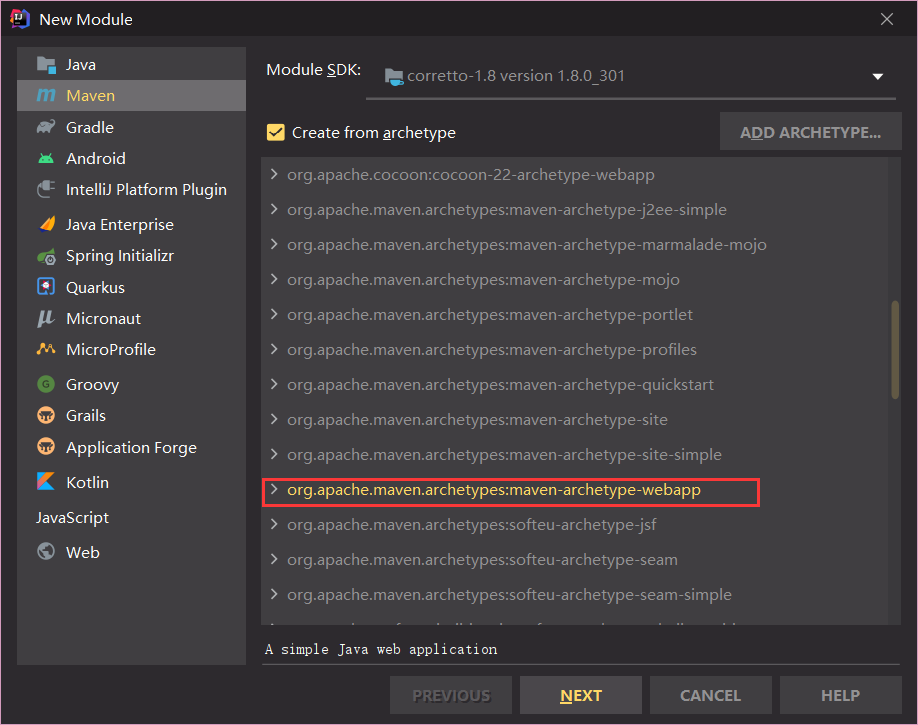 New Module
Java
Maven
Gradle
Android
IntelliJ Platform Plugin
Java Enterprise
Spring Initializr
Quarkus
Micronaut
MicroProfile
Groovy
Grails
Application Forge
Kotlin
JavaScript
Web
Module SDK: corretto-1.8 version 1.8.0_301
Create from archetype
ADD ARCHETYPE...
org.apache.cocoon:cocoon-22-archetype-webapp
org.apache.maven.archetypes:maven-archetype-j2ee-simple
org.apache.maven.archetypes:maven-archetype-marmalade-mojo
org.apache.maven.archetypes:maven-archetype-mojo
org.apache.maven.archetypes:maven-archetype-portlet
org.apache.maven.archetypes:maven-archetype-profiles
org.apache.maven.archetypes:maven-archetype-quickstart
org.apache.maven.archetypes:maven-archetype-site
org.apache.maven.archetypes:maven-archetype-site-simple
org.apache.maven.archetypes:maven-archetype-webapp
org.apache.maven.archetypes:softeu-archetype-jsf
org.apache.maven.archetypes:softeu-archetype-seam
org.apache.maven.archetypes:softeu-archetype-seam-simple
A simple Java web application
PREVIOUS
NEXT
CANCEL
HELP